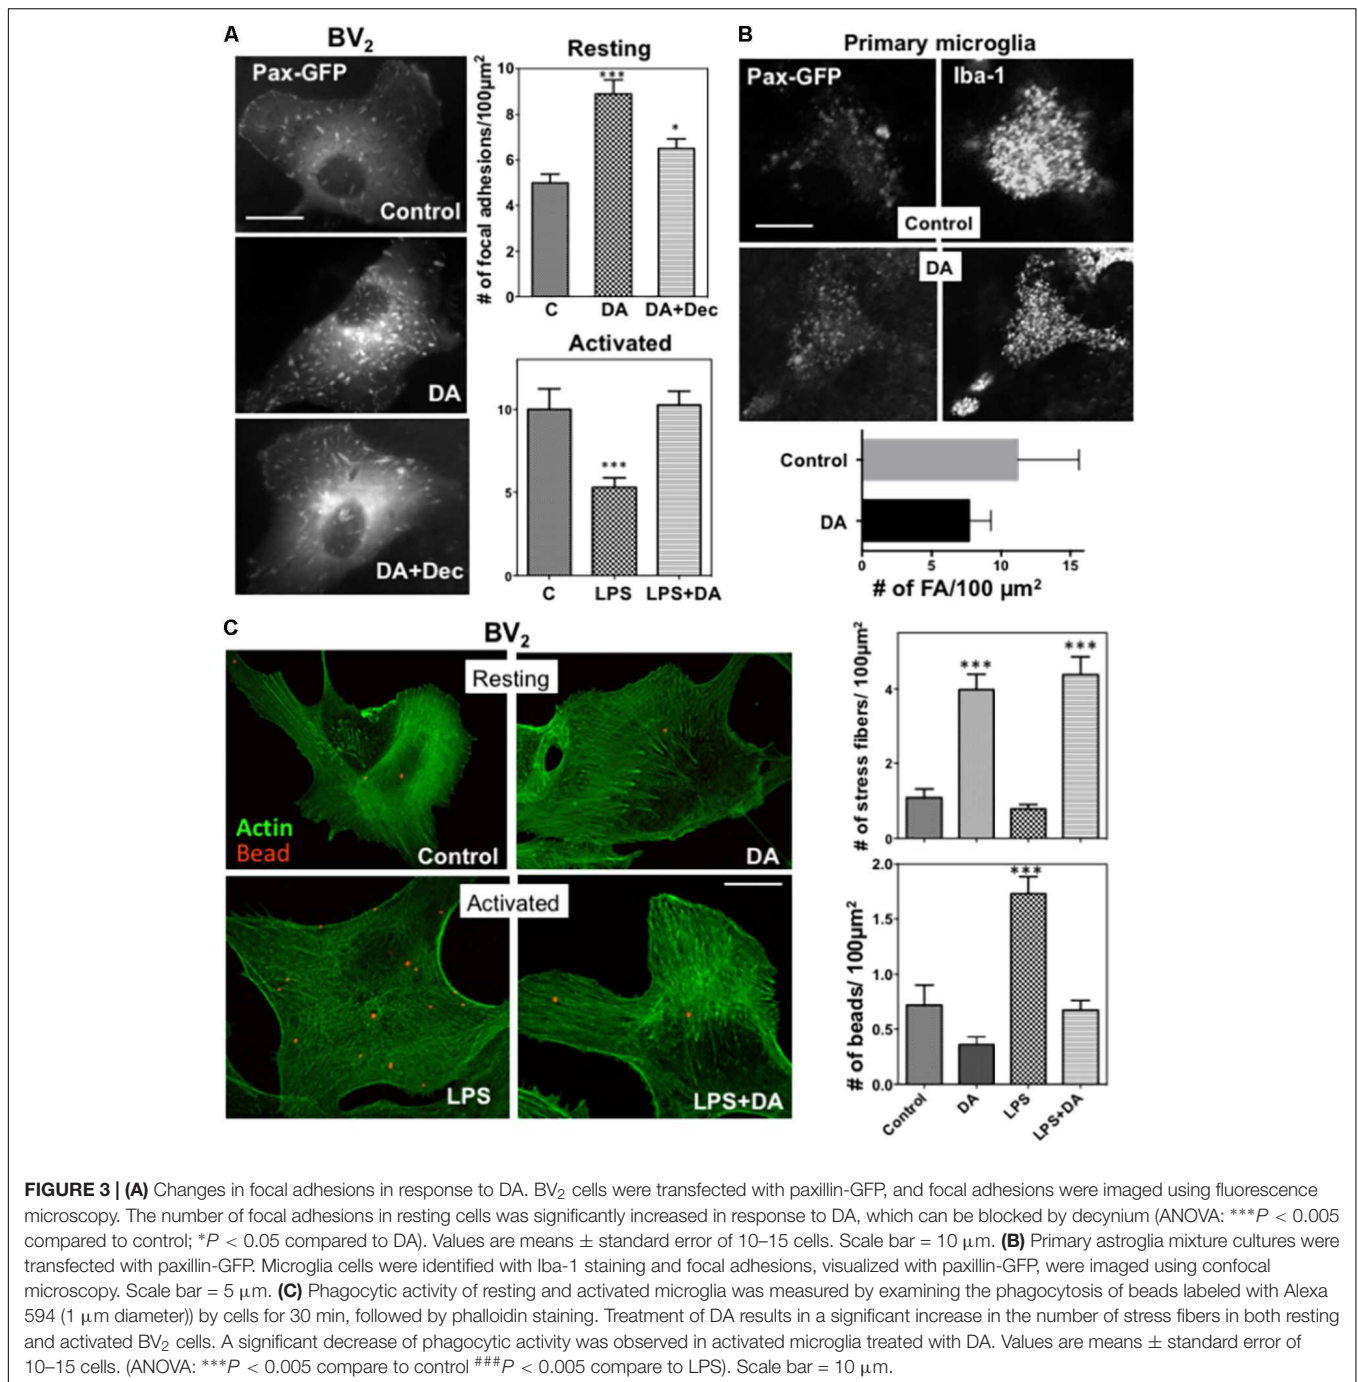 A
BV2
Pax-GFP
Control
DA
DA+Dec
Resting
# of focal adhesions/100µm2
10
8
6
4
2
0
***
*
C DA DA+Dec
Activated
10
5
0
***
C LPS LPS+DA
B
Primary microglia
Pax-GFP
Iba-1
Control
DA
Control
DA
0 5 10 15
# of FA/100 µm2
C
BV2
Resting
Actin
Bead
Control
DA
Activated
LPS
LPS+DA
# of stress fibers/ 100µm2
4
2
0
***
***
# of beads/ 100µm2
2.0
1.5
1.0
0.5
0.0
***
Control DA LPS LPS+DA
FIGURE 3 | (A) Changes in focal adhesions in response to DA. BV2 cells were transfected with paxillin-GFP, and focal adhesions were imaged using fluorescence
microscopy. The number of focal adhesions in resting cells was significantly increased in response to DA, which can be blocked by decynium (ANOVA: ***P < 0.005
compared to control; *P < 0.05 compared to DA). Values are means ± standard error of 10–15 cells. Scale bar = 10 µm. (B) Primary astroglia mixture cultures were
transfected with paxillin-GFP. Microglia cells were identified with Iba-1 staining and focal adhesions, visualized with paxillin-GFP, were imaged using confocal
microscopy. Scale bar = 5 µm. (C) Phagocytic activity of resting and activated microglia was measured by examining the phagocytosis of beads labeled with Alexa
594 (1 µm diameter)) by cells for 30 min, followed by phalloidin staining. Treatment of DA results in a significant increase in the number of stress fibers in both resting
and activated BV2 cells. A significant decrease of phagocytic activity was observed in activated microglia treated with DA. Values are means ± standard error of
10–15 cells. (ANOVA: ***P < 0.005 compare to control ###P < 0.005 compare to LPS). Scale bar = 10 µm.